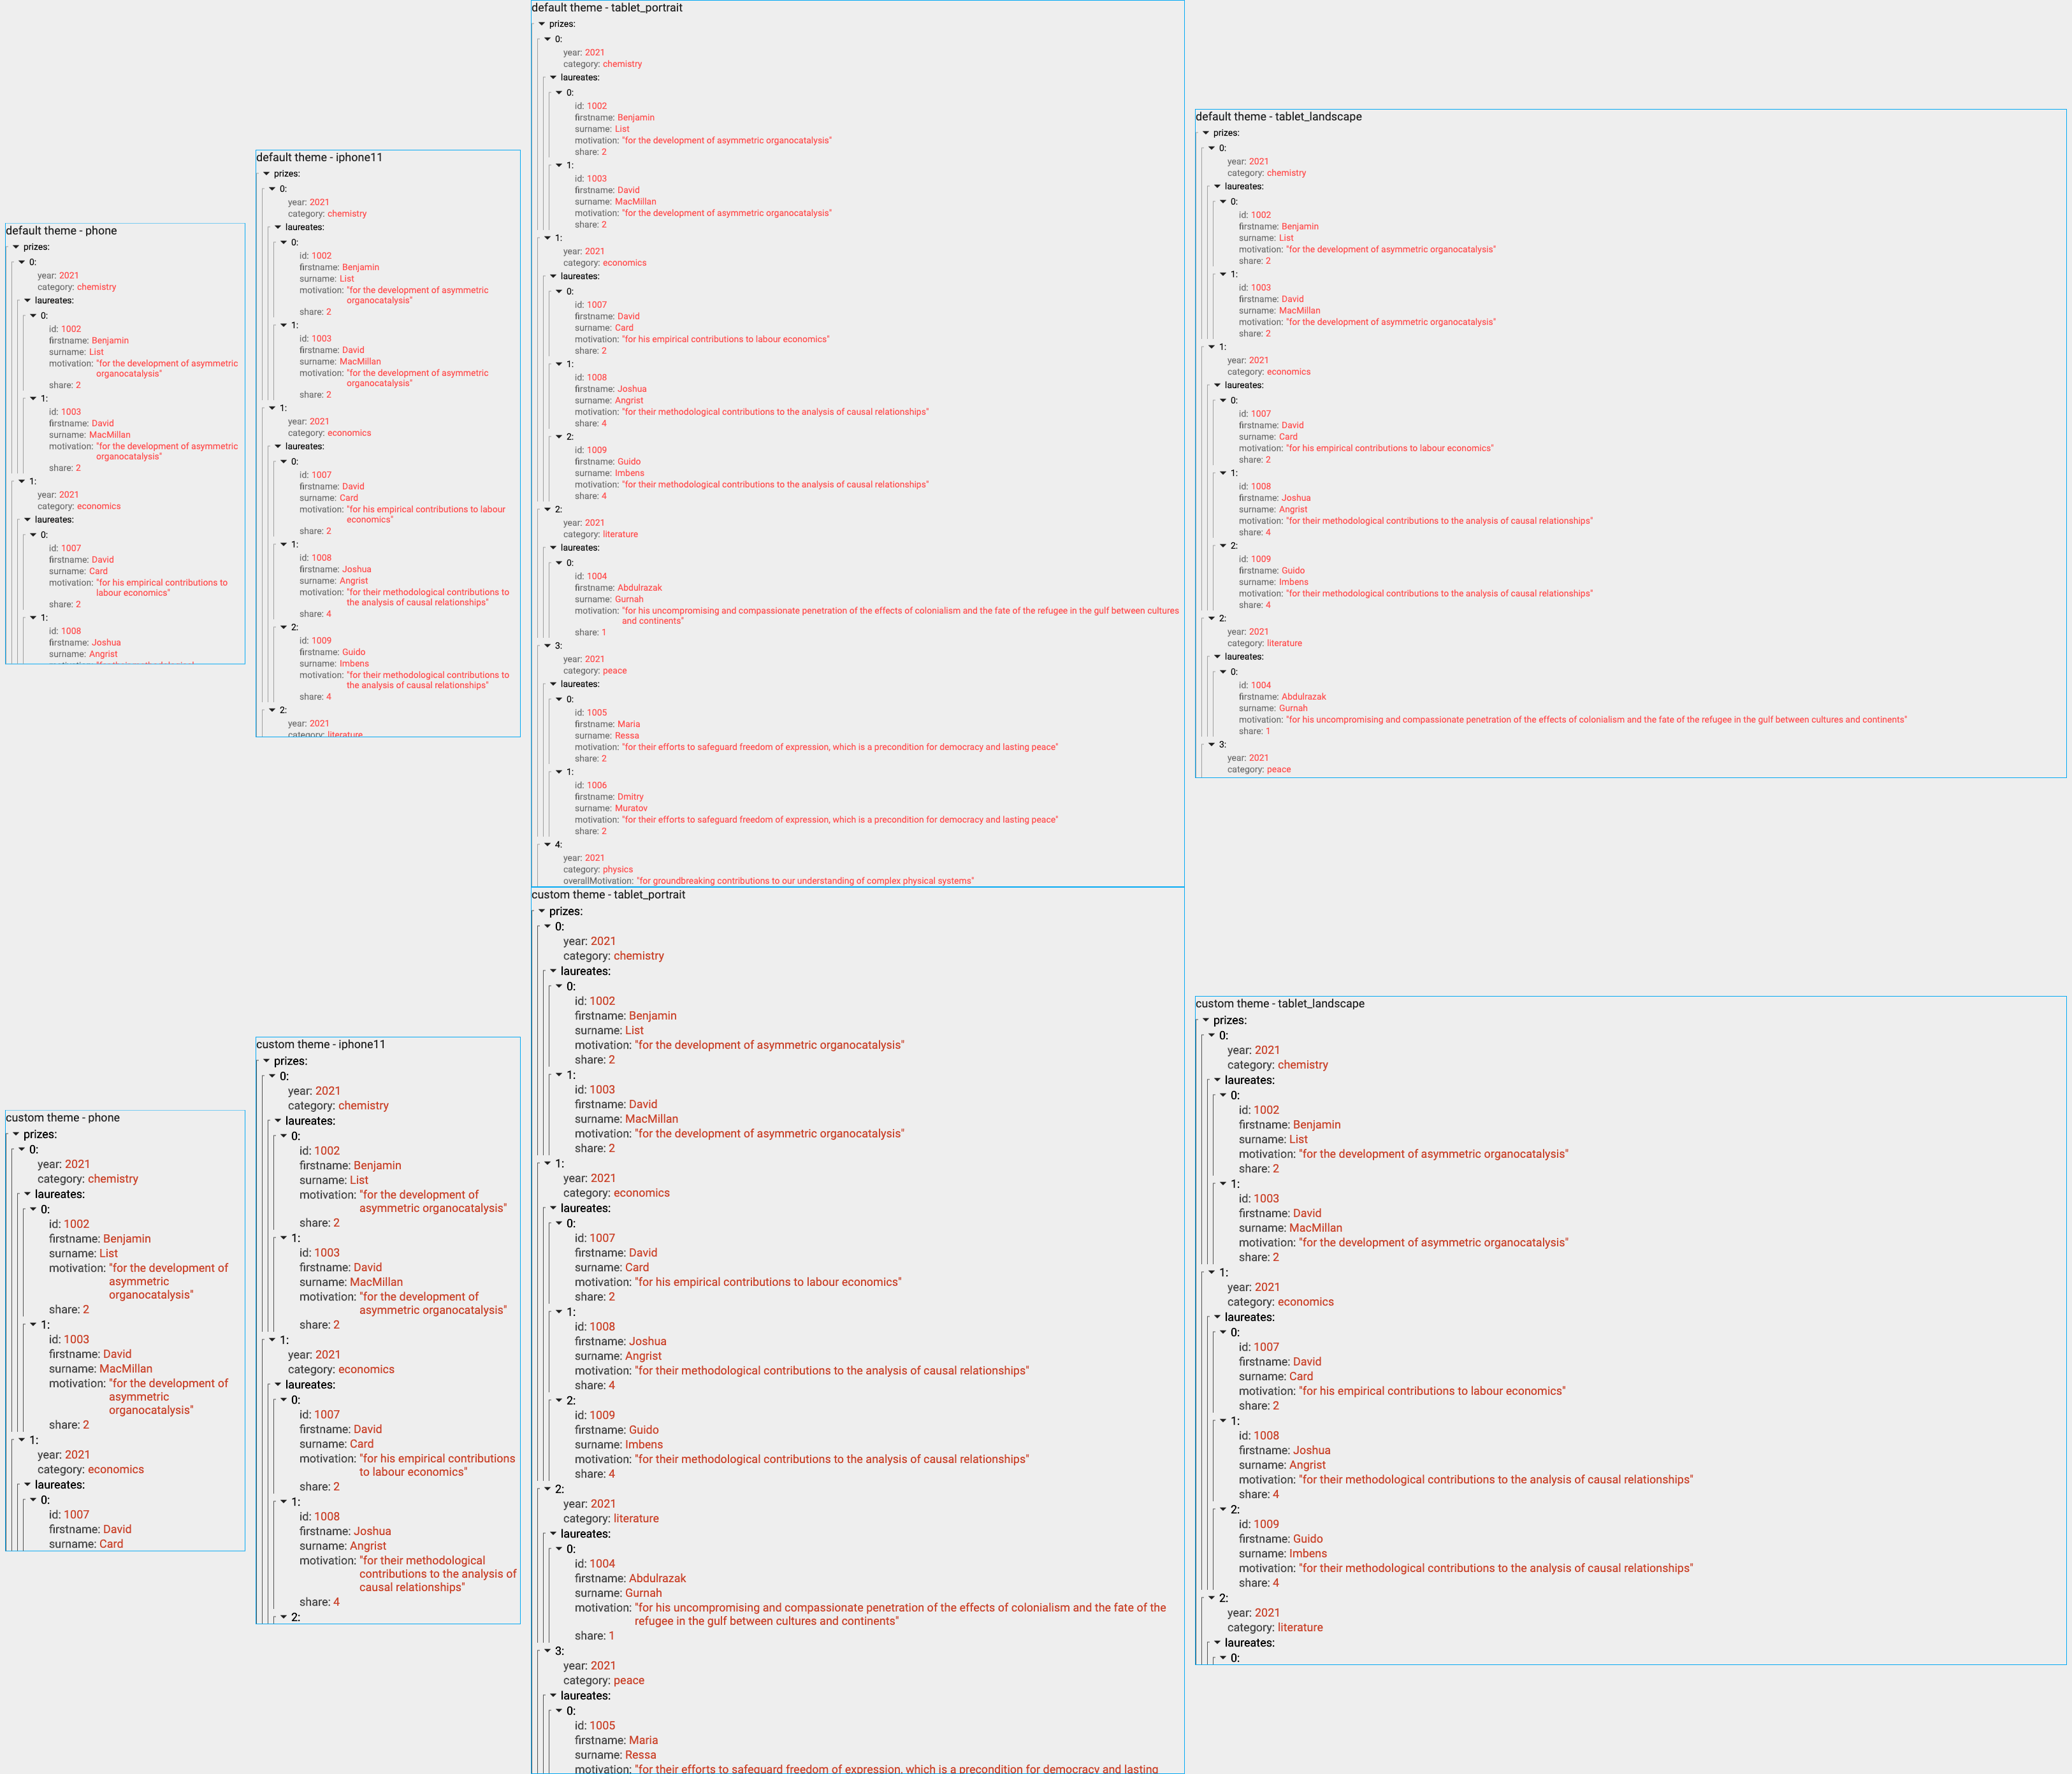 default theme - phone
prizes:
0:
year: 2021
category: chemistry
laureates:
0:
id: 1002
firstname: Benjamin
surname: List
motivation: "for the development of asymmetric
organocatalysis"
share: 2
1:
id: 1003
firstname: David
surname: MacMillan
motivation: "for the development of asymmetric
organocatalysis"
share: 2
1:
year: 2021
category: economics
laureates:
0:
id: 1007
firstname: David
surname: Card
motivation: "for his empirical contributions to
labour economics"
share: 2
1:
id: 1008
firstname: Joshua
surname: Angrist
default theme - iphone11
prizes:
0:
year: 2021
category: chemistry
laureates:
0:
id: 1002
firstname: Benjamin
surname: List
motivation: "for the development of asymmetric
organocatalysis"
share: 2
1:
id: 1003
firstname: David
surname: MacMillan
motivation: "for the development of asymmetric
organocatalysis"
share: 2
1:
year: 2021
category: economics
laureates:
0:
id: 1007
firstname: David
surname: Card
motivation: "for his empirical contributions to labour
economics"
share: 2
1:
id: 1008
firstname: Joshua
surname: Angrist
motivation: "for their methodological contributions to
the analysis of causal relationships"
share: 4
2:
id: 1009
firstname: Guido
surname: Imbens
motivation: "for their methodological contributions to
the analysis of causal relationships"
share: 4
2:
year: 2021
category: literature
default theme - tablet_portrait
prizes:
0:
year: 2021
category: chemistry
laureates:
0:
id: 1002
firstname: Benjamin
surname: List
motivation: "for the development of asymmetric organocatalysis"
share: 2
1:
id: 1003
firstname: David
surname: MacMillan
motivation: "for the development of asymmetric organocatalysis"
share: 2
1:
year: 2021
category: economics
laureates:
0:
id: 1007
firstname: David
surname: Card
motivation: "for his empirical contributions to labour economics"
share: 2
1:
id: 1008
firstname: Joshua
surname: Angrist
motivation: "for their methodological contributions to the analysis of causal relationships"
share: 4
2:
id: 1009
firstname: Guido
surname: Imbens
motivation: "for their methodological contributions to the analysis of causal relationships"
share: 4
2:
year: 2021
category: literature
laureates:
0:
id: 1004
firstname: Abdulrazak
surname: Gurnah
motivation: "for his uncompromising and compassionate penetration of the effects of colonialism and the fate of the refugee in the gulf between cultures
and continents"
share: 1
3:
year: 2021
category: peace
laureates:
0:
id: 1005
firstname: Maria
surname: Ressa
motivation: "for their efforts to safeguard freedom of expression, which is a precondition for democracy and lasting peace"
share: 2
1:
id: 1006
firstname: Dmitry
surname: Muratov
motivation: "for their efforts to safeguard freedom of expression, which is a precondition for democracy and lasting peace"
share: 2
4:
year: 2021
category: physics
overallMotivation: "for groundbreaking contributions to our understanding of complex physical systems"
default theme - tablet_landscape
prizes:
0:
year: 2021
category: chemistry
laureates:
0:
id: 1002
firstname: Benjamin
surname: List
motivation: "for the development of asymmetric organocatalysis"
share: 2
1:
id: 1003
firstname: David
surname: MacMillan
motivation: "for the development of asymmetric organocatalysis"
share: 2
1:
year: 2021
category: economics
laureates:
0:
id: 1007
firstname: David
surname: Card
motivation: "for his empirical contributions to labour economics"
share: 2
1:
id: 1008
firstname: Joshua
surname: Angrist
motivation: "for their methodological contributions to the analysis of causal relationships"
share: 4
2:
id: 1009
firstname: Guido
surname: Imbens
motivation: "for their methodological contributions to the analysis of causal relationships"
share: 4
2:
year: 2021
category: literature
laureates:
0:
id: 1004
firstname: Abdulrazak
surname: Gurnah
motivation: "for his uncompromising and compassionate penetration of the effects of colonialism and the fate of the refugee in the gulf between cultures and continents"
share: 1
3:
year: 2021
category: peace
custom theme - phone
prizes:
0:
year: 2021
category: chemistry
laureates:
0:
id: 1002
firstname: Benjamin
surname: List
motivation: "for the development of
asymmetric
organocatalysis"
share: 2
1:
id: 1003
firstname: David
surname: MacMillan
motivation: "for the development of
asymmetric
organocatalysis"
share: 2
1:
year: 2021
category: economics
laureates:
0:
id: 1007
firstname: David
surname: Card
custom theme - iphone11
prizes:
0:
year: 2021
category: chemistry
laureates:
0:
id: 1002
firstname: Benjamin
surname: List
motivation: "for the development of
asymmetric organocatalysis"
share: 2
1:
id: 1003
firstname: David
surname: MacMillan
motivation: "for the development of
asymmetric organocatalysis"
share: 2
1:
year: 2021
category: economics
laureates:
0:
id: 1007
firstname: David
surname: Card
motivation: "for his empirical contributions
to labour economics"
share: 2
1:
id: 1008
firstname: Joshua
surname: Angrist
motivation: "for their methodological
contributions to the analysis of
causal relationships"
share: 4
2:
custom theme - tablet_portrait
prizes:
0:
year: 2021
category: chemistry
laureates:
0:
id: 1002
firstname: Benjamin
surname: List
motivation: "for the development of asymmetric organocatalysis"
share: 2
1:
id: 1003
firstname: David
surname: MacMillan
motivation: "for the development of asymmetric organocatalysis"
share: 2
1:
year: 2021
category: economics
laureates:
0:
id: 1007
firstname: David
surname: Card
motivation: "for his empirical contributions to labour economics"
share: 2
1:
id: 1008
firstname: Joshua
surname: Angrist
motivation: "for their methodological contributions to the analysis of causal relationships"
share: 4
2:
id: 1009
firstname: Guido
surname: Imbens
motivation: "for their methodological contributions to the analysis of causal relationships"
share: 4
2:
year: 2021
category: literature
laureates:
0:
id: 1004
firstname: Abdulrazak
surname: Gurnah
motivation: "for his uncompromising and compassionate penetration of the effects of colonialism and the fate of the
refugee in the gulf between cultures and continents"
share: 1
3:
year: 2021
category: peace
laureates:
0:
id: 1005
firstname: Maria
surname: Ressa
motivation: "for their efforts to safeguard freedom of expression, which is a precondition for democracy and lasting
custom theme - tablet_landscape
prizes:
0:
year: 2021
category: chemistry
laureates:
0:
id: 1002
firstname: Benjamin
surname: List
motivation: "for the development of asymmetric organocatalysis"
share: 2
1:
id: 1003
firstname: David
surname: MacMillan
motivation: "for the development of asymmetric organocatalysis"
share: 2
1:
year: 2021
category: economics
laureates:
0:
id: 1007
firstname: David
surname: Card
motivation: "for his empirical contributions to labour economics"
share: 2
1:
id: 1008
firstname: Joshua
surname: Angrist
motivation: "for their methodological contributions to the analysis of causal relationships"
share: 4
2:
id: 1009
firstname: Guido
surname: Imbens
motivation: "for their methodological contributions to the analysis of causal relationships"
share: 4
2:
year: 2021
category: literature
laureates:
0: